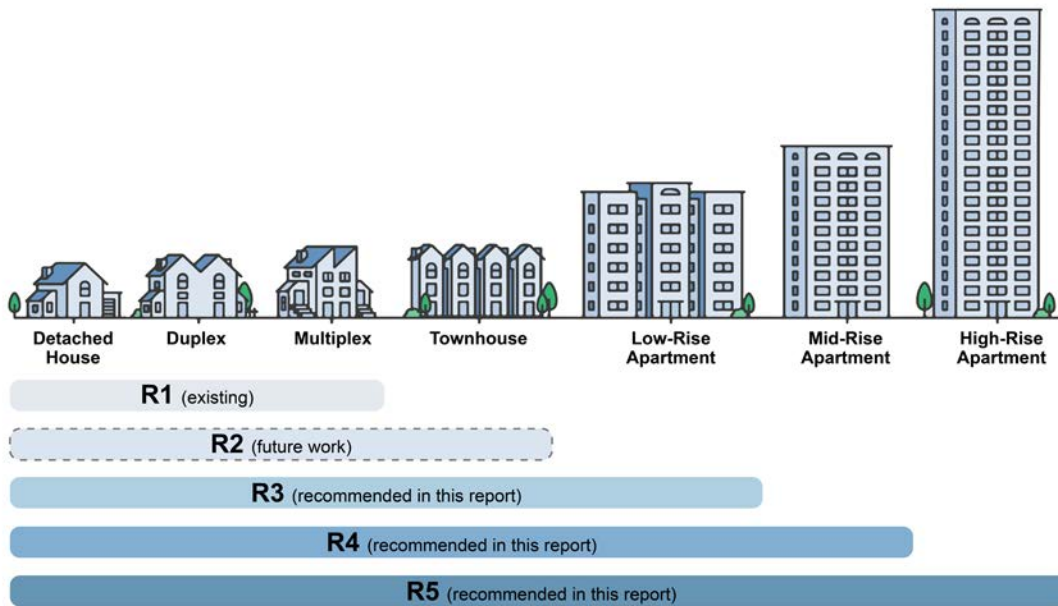 Detached House
Duplex
Multiplex
Townhouse
Low-Rise Apartment
Mid-Rise Apartment
High-Rise Apartment
R1 (existing)
R2 (future work)
R3 (recommended in this report)
R4 (recommended in this report)
R5 (recommended in this report)